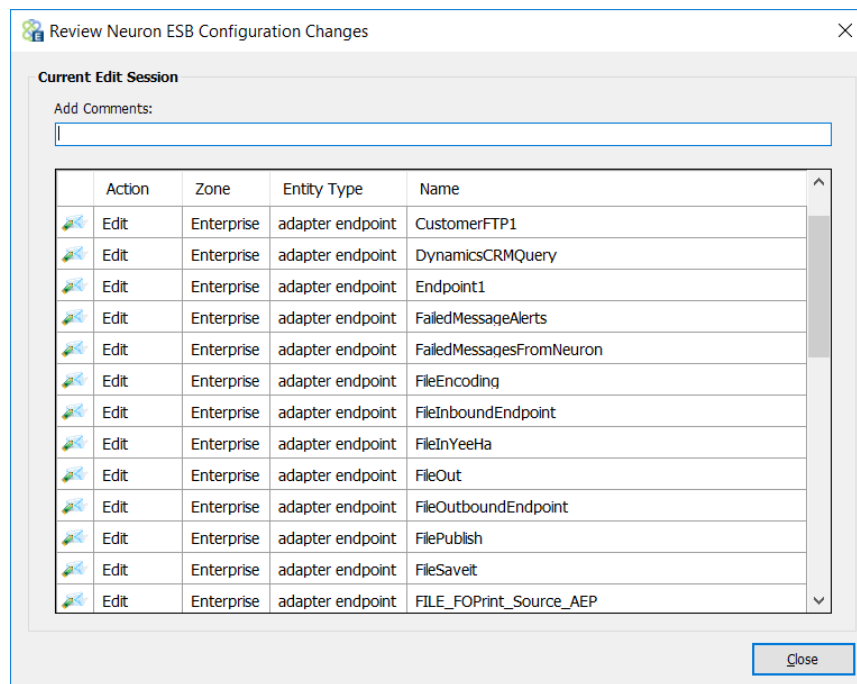 Review Neuron ESB Configuration Changes
Current Edit Session
Add Comments:
Action Zone Entity Type Name
Edit Enterprise adapter endpoint CustomerFTP1
Edit Enterprise adapter endpoint DynamicsCRMQuery
Edit Enterprise adapter endpoint Endpoint1
Edit Enterprise adapter endpoint FailedMessageAlerts
Edit Enterprise adapter endpoint FailedMessagesFromNeuron
Edit Enterprise adapter endpoint FileEncoding
Edit Enterprise adapter endpoint FileInboundEndpoint
Edit Enterprise adapter endpoint FileInYeeHa
Edit Enterprise adapter endpoint FileOut
Edit Enterprise adapter endpoint FileOutboundEndpoint
Edit Enterprise adapter endpoint FilePublish
Edit Enterprise adapter endpoint FileSaveit
Edit Enterprise adapter endpoint FILE_FOPrint_Source_AEP
Close